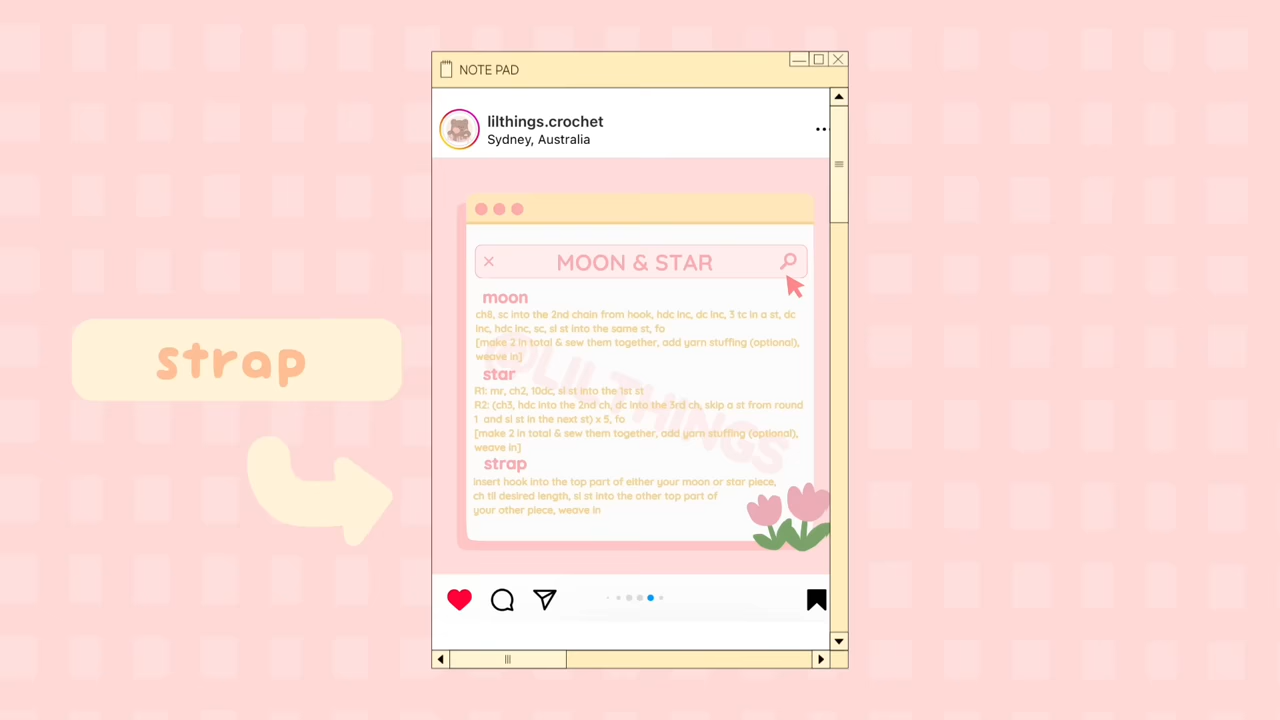 NOTE PAD
lilthings.crochet
Sydney, Australia
MOON & STAR
moon
ch8, sc into the 2nd chain from hook, hdc inc, dc inc, 3 tc in a st, dc
inc, hdc inc, sc, sl st into the same st, fo
[make 2 in total & sew them together, add yarn stuffing (optional),
weave in]
star
R1: mr, ch2, 10dc, sl st into the 1st st
R2: (ch3, hdc into the 2nd ch, dc into the 3rd ch, skip a st from round
1 and sl st in the next st) x 5, fo
[make 2 in total & sew them together, add yarn stuffing (optional),
weave in]
strap
insert hook into the top part of either your moon or star piece,
ch til desired length, sl st into the other top part of
your other piece, weave in
@LILTHINGS
strap